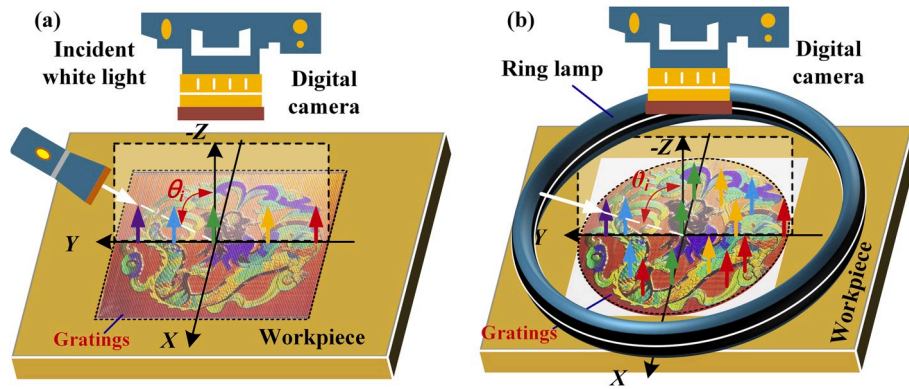 (a)
Incident
white light
Digital
camera
-Z
θi
Y
X
Gratings
Workpiece
(b)
Ring lamp
Digital
camera
-Z
θi
Y
X
Gratings
Workpiece